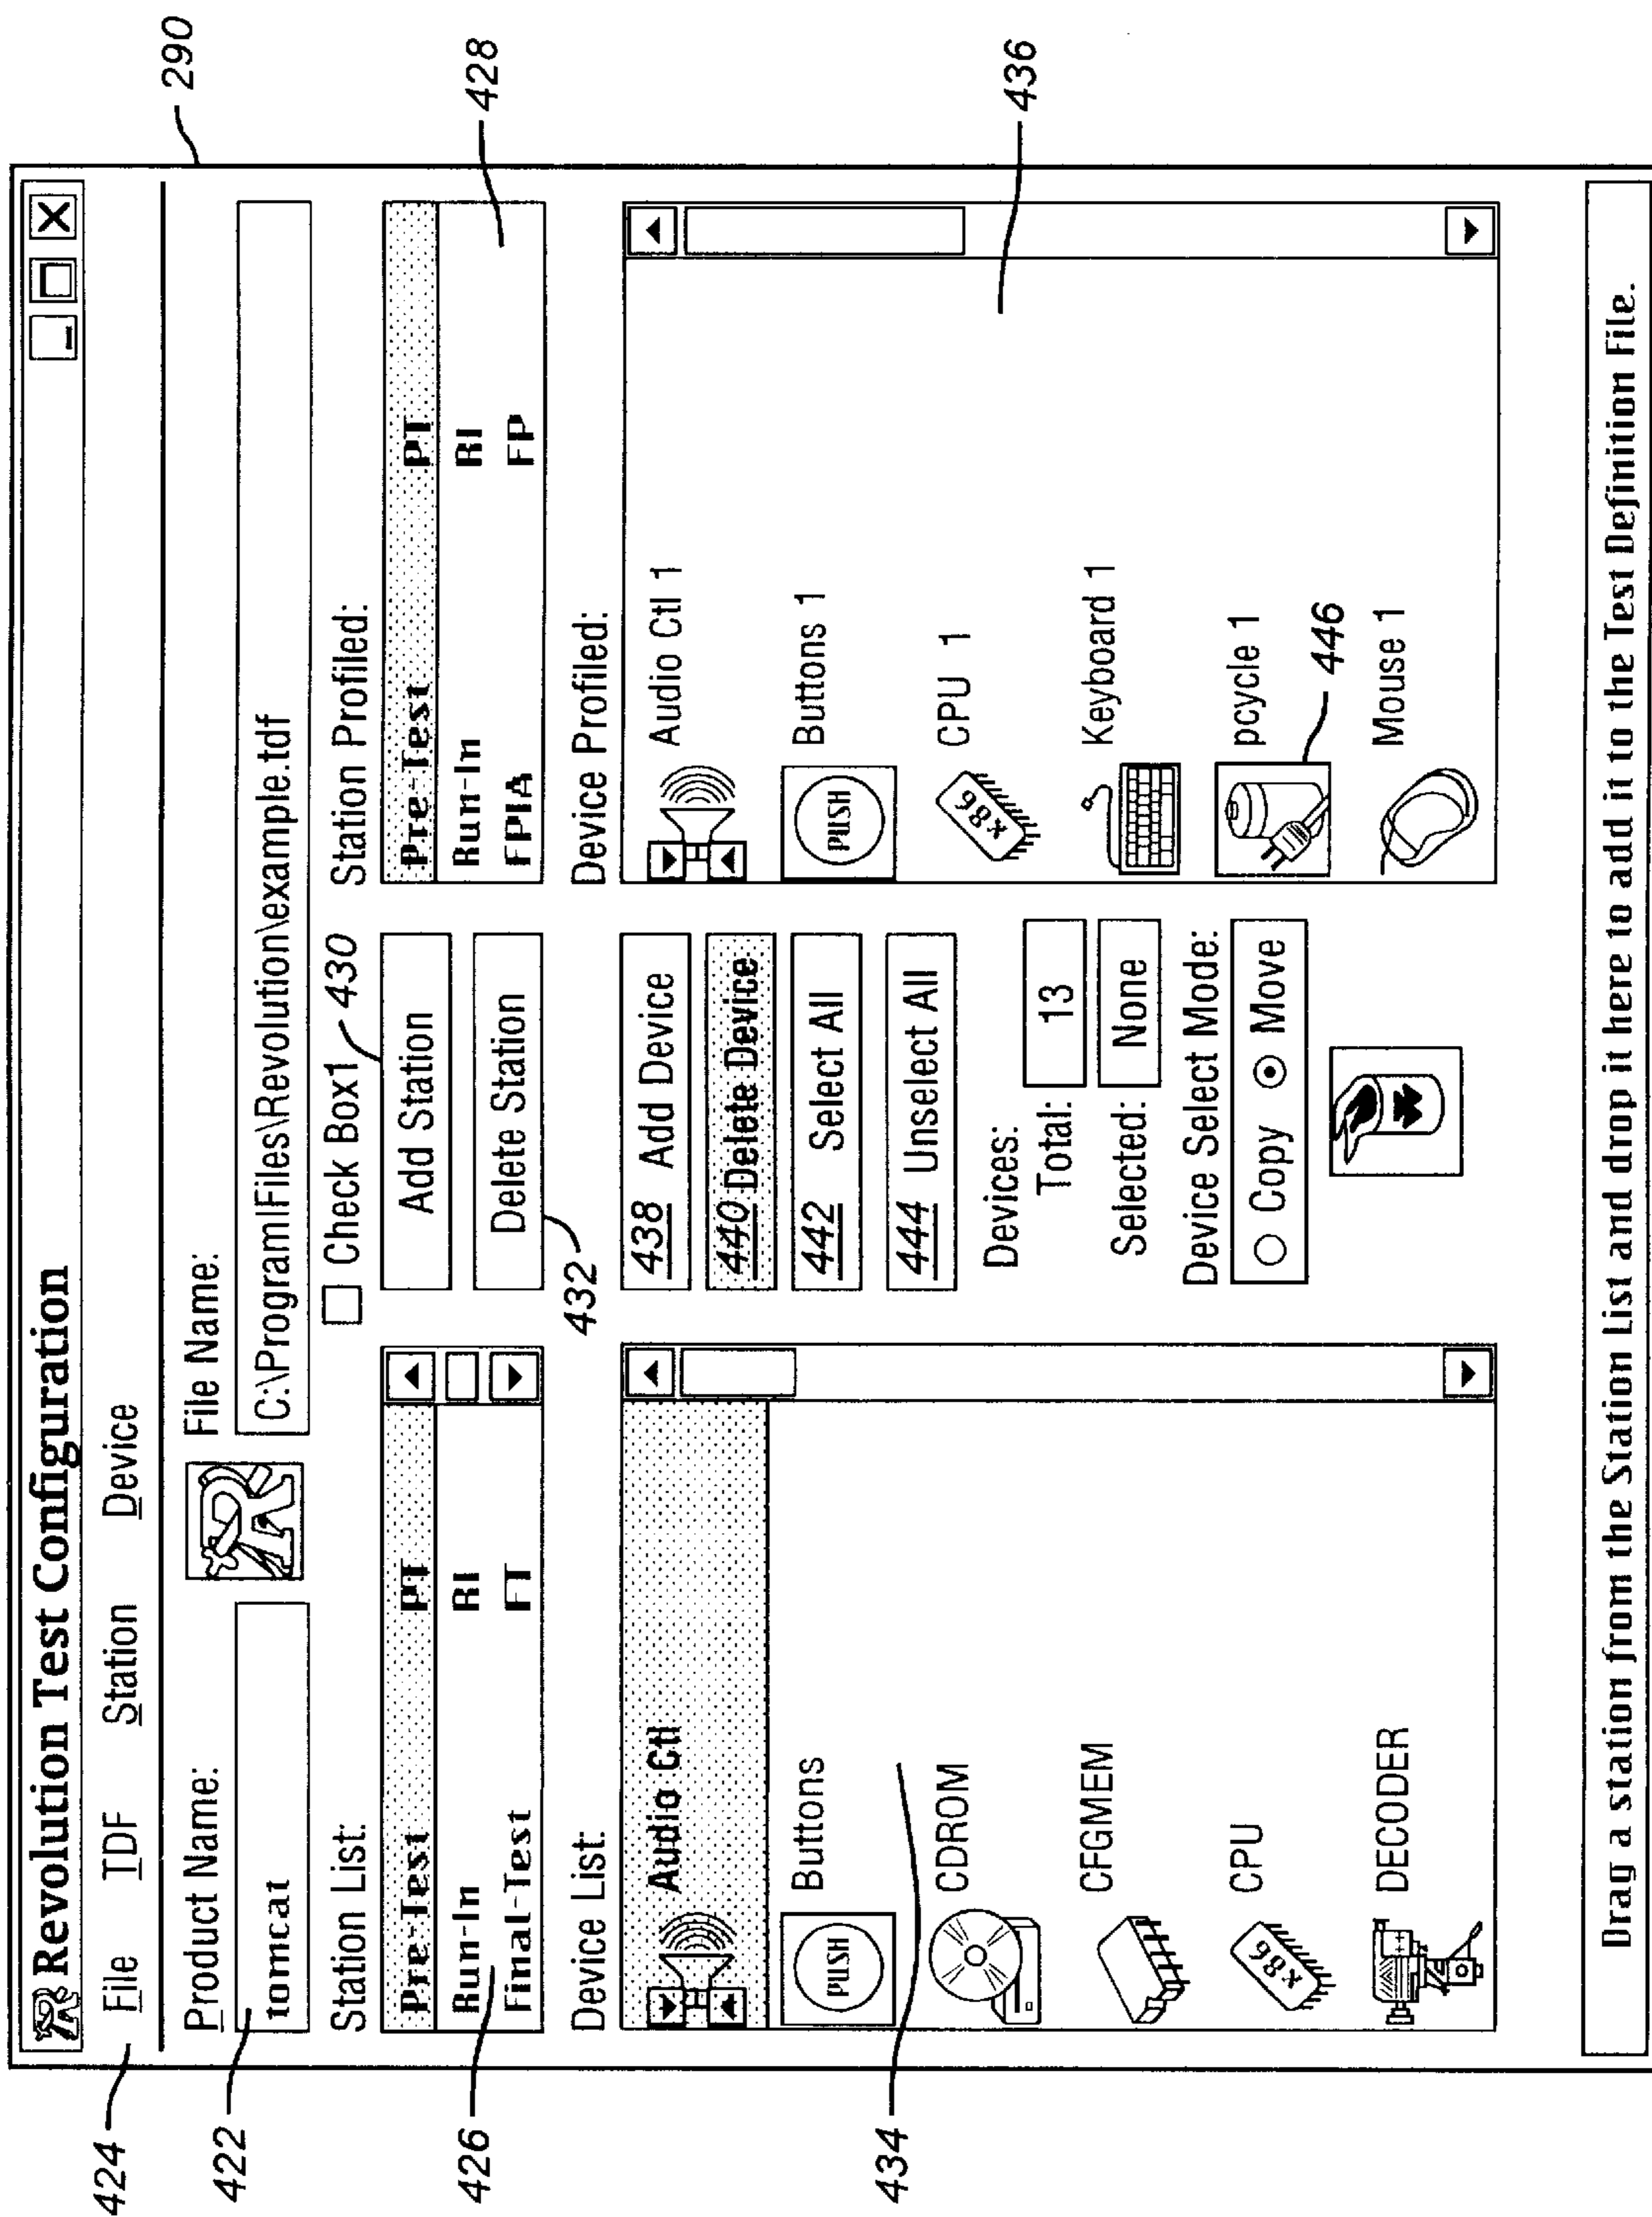 290
Revolution Test Configuration
424
File TDF Station Device
Product Name:
File Name:
422
tomcat
C:\Program|Files\Revolution\example.tdf
Station List:
Check Box1
430
Station Profiled:
Pre-Test PT
Run-In RI
Final-Test FT
426
Add Station
Delete Station
432
Pre-Test PT
Run-In RI
FPIA FP
428
Device List:
Audio Ctl
PUSH Buttons
CDROM
CFGMEM
x86 CPU
DECODER
434
438 Add Device
440 Delete Device
442 Select All
444 Unselect All
Devices:
Total: 13
Selected: None
Device Select Mode:
Copy Move
Device Profiled:
Audio Ctl 1
PUSH Buttons 1
x86 CPU 1
Keyboard 1
pcycle 1
446
Mouse 1
436
Drag a station from the Station List and drop it here to add it to the Test Definition File.